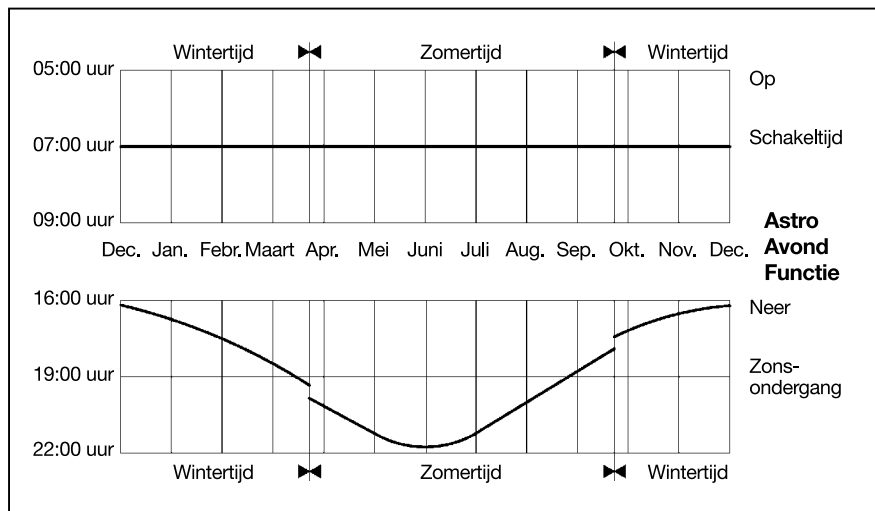 Wintertijd Zomertijd Wintertijd
05:00 uur Op
07:00 uur Schakeltijd
09:00 uur
Dec. Jan. Febr. Maart Apr. Mei Juni Juli Aug. Sep. Okt. Nov. Dec.
Astro
Avond
Functie
16:00 uur Neer
19:00 uur Zons-
ondergang
22:00 uur
Wintertijd Zomertijd Wintertijd